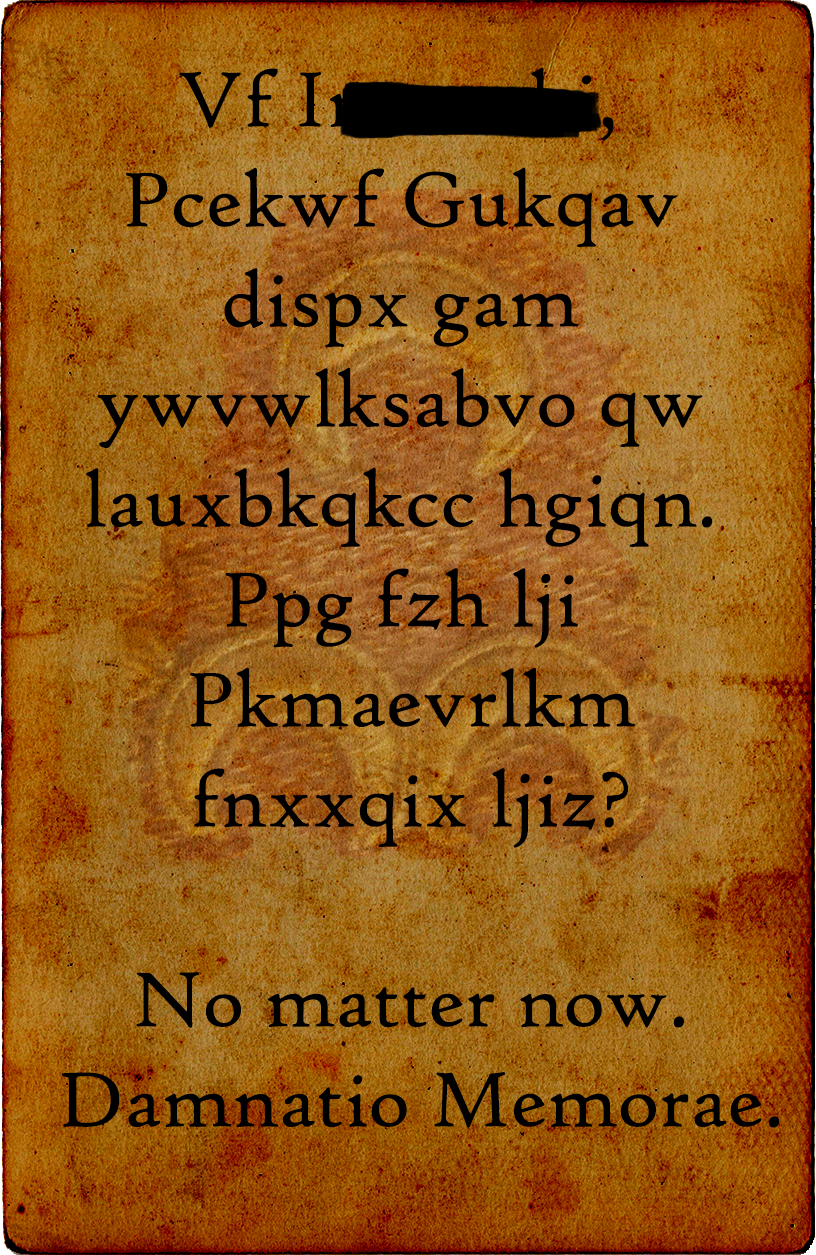 Vf
Pcekwf Gukqav
dispx gam
ywvwlksabvo qw
lauxbkqkcc hgiqn.
Ppg fzh lji
Pkmaevrlkm
fnxxqix ljiz?
No matter now.
Damnatio Memorae.